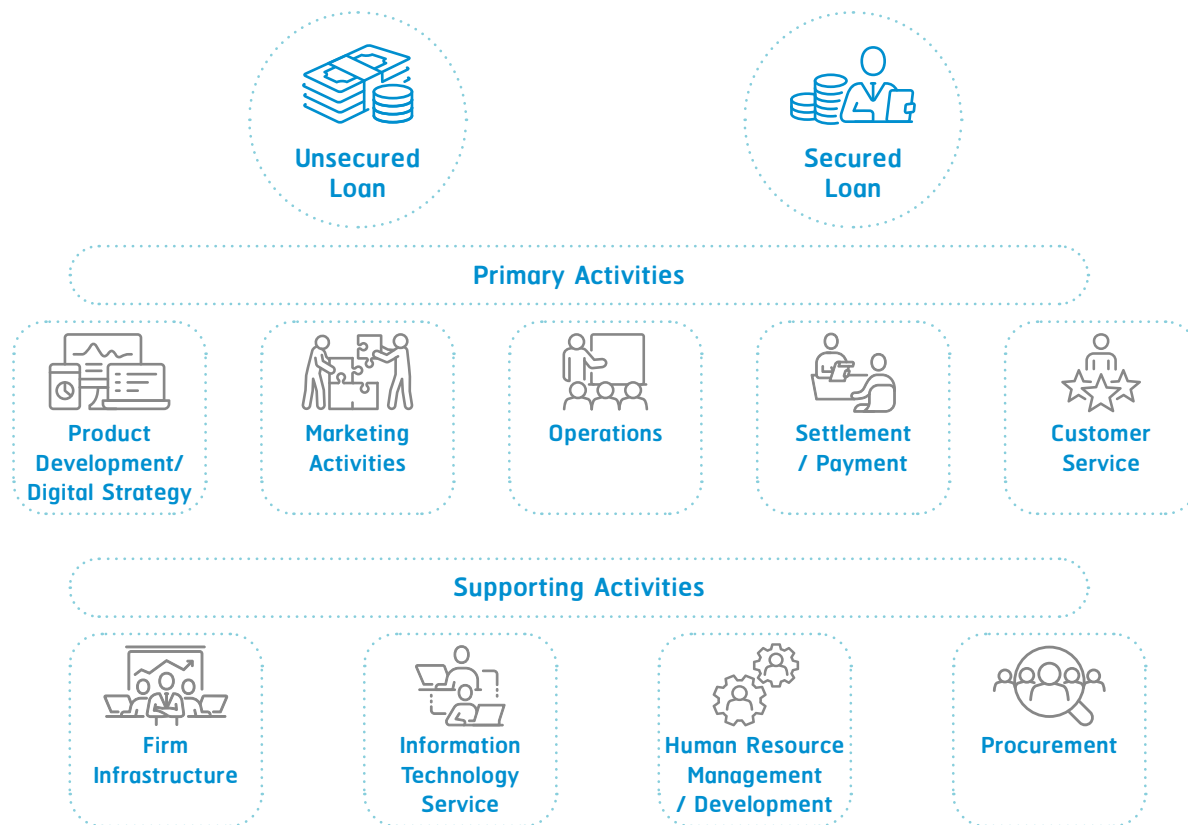 Unsecured
Loan
Secured
Loan
Primary Activities
Product
Development/
Digital Strategy
Marketing
Activities
Operations
Settlement
/ Payment
Customer
Service
Supporting Activities
Firm
Infrastructure
Information
Technology
Service
Human Resource
Management
/ Development
Procurement